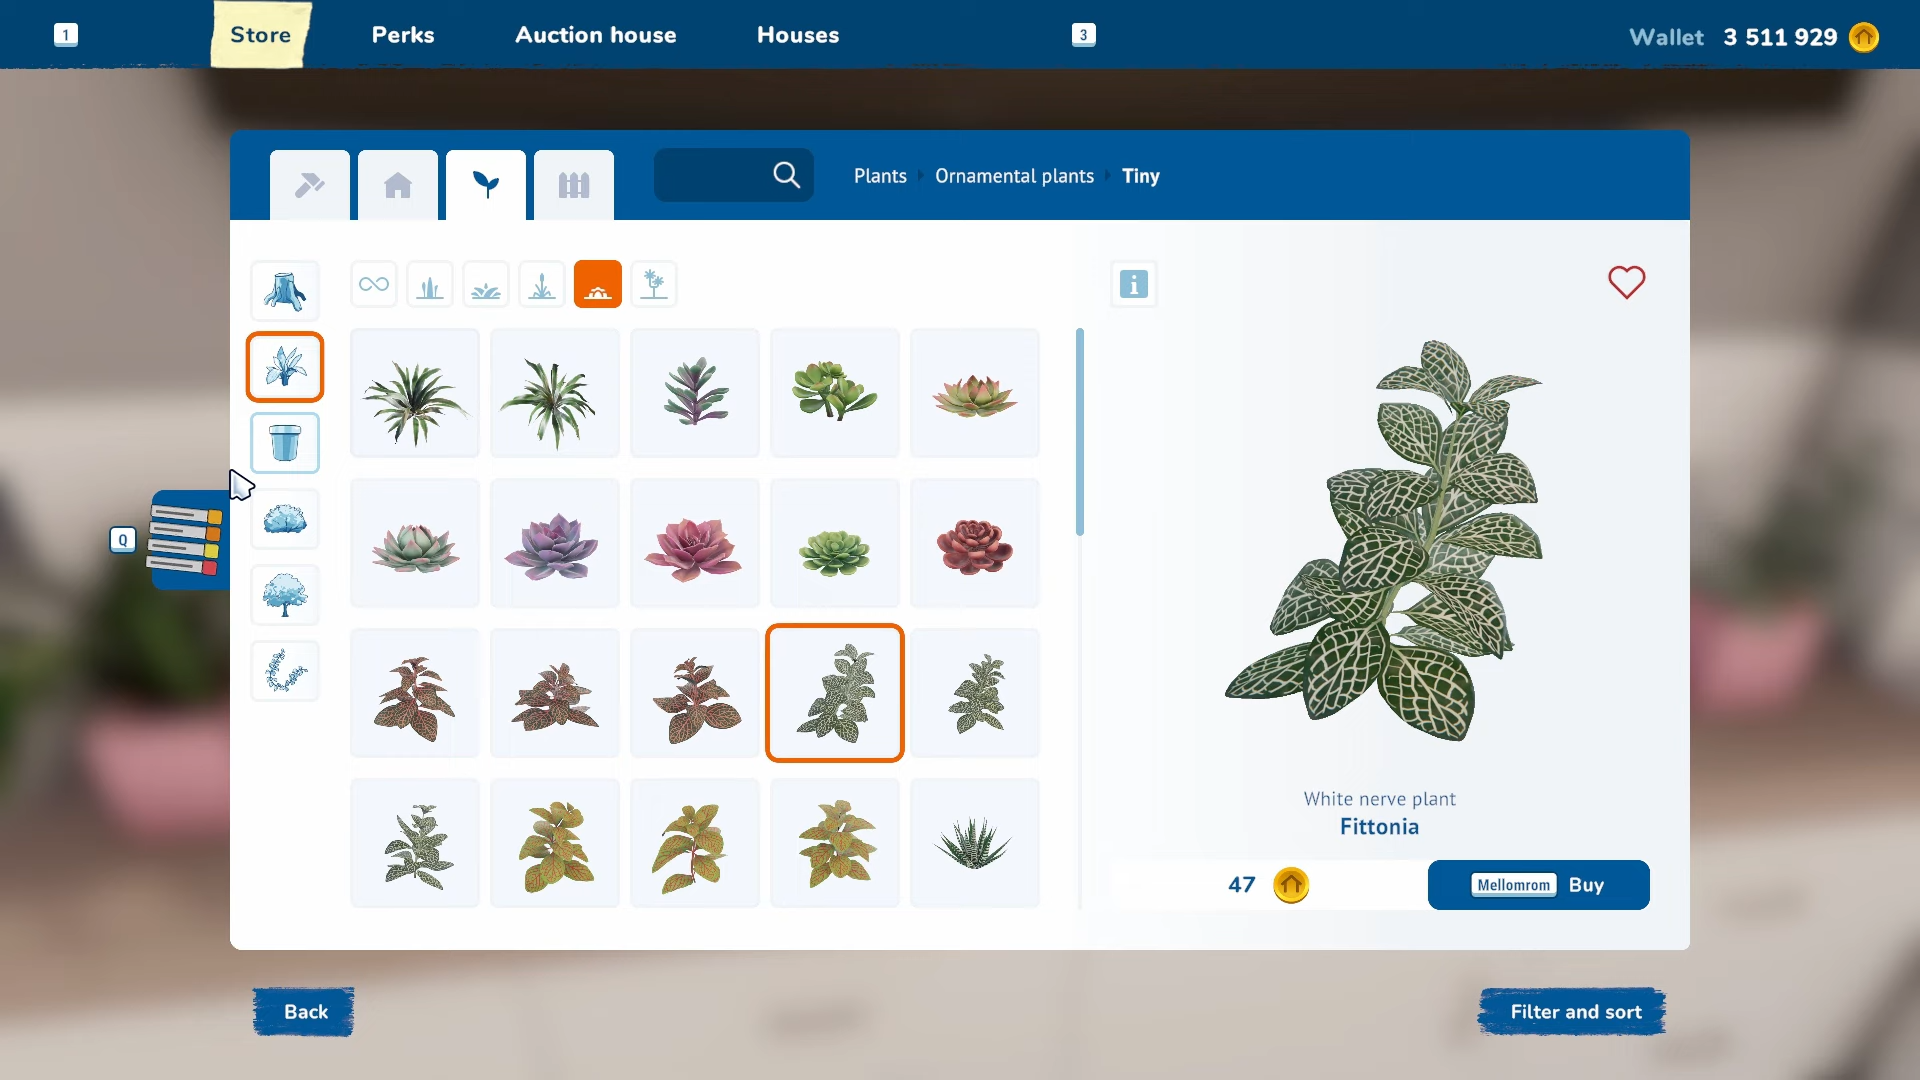 1 Store Perks Auction house Houses 3 Wallet 3 511 929
Plants Ornamental plants Tiny
i
Q
White nerve plant
Fittonia
47 Mellomrom Buy
Back Filter and sort